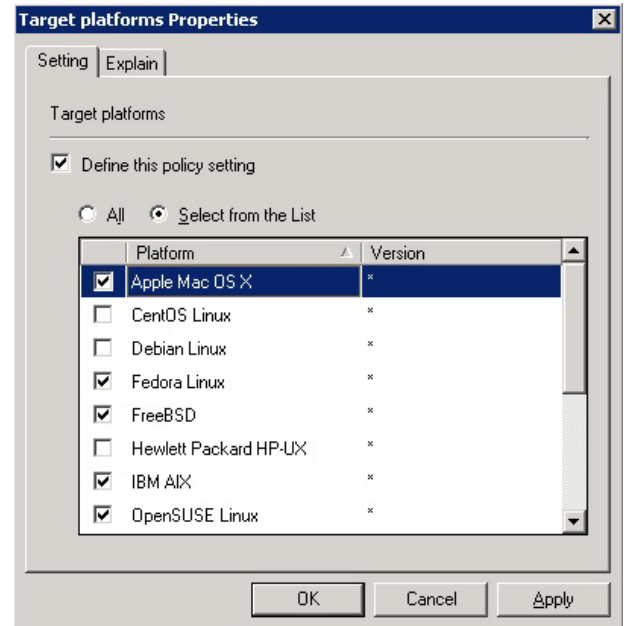 Target platforms Properties
Setting Explain
Target platforms
Define this policy setting
All Select from the List
Platform Version
Apple Mac OS X *
CentOS Linux *
Debian Linux *
Fedora Linux *
FreeBSD *
Hewlett Packard HP-UX *
IBM AIX *
OpenSUSE Linux *
OK Cancel Apply